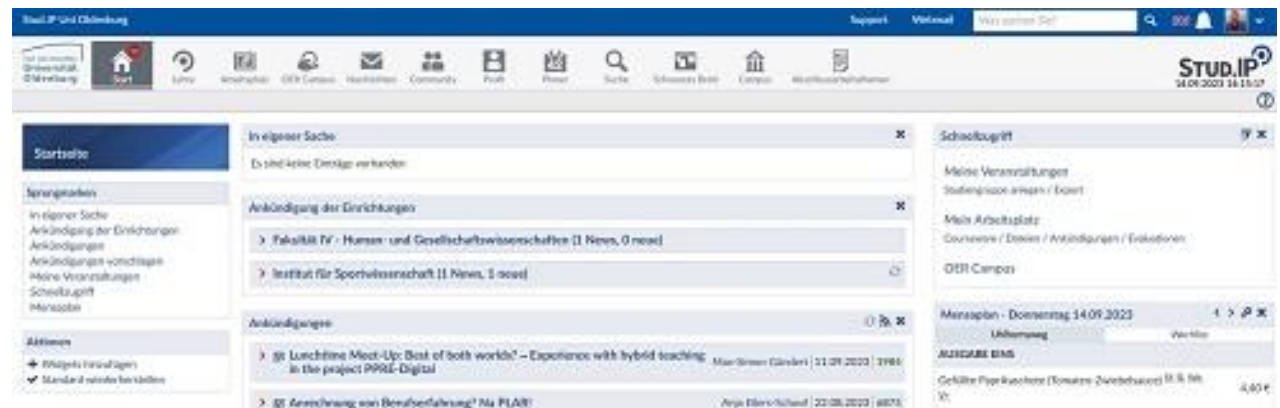 Stud.IP Uni Oldenburg
Support Webmail Was suchen Sie?
Universität
Oldenburg
Start Lehre Arbeitsplatz OER Campus Nachrichten Community Profil Planer Suche Schwarzes Brett Campus
STUD.IP
14.09.2023 16:15:17
Startseite
Sprungmarken
In eigener Sache
Ankündigung der Einrichtungen
Ankündigungen
Ankündigungen vorschlagen
Meine Veranstaltungen
Schnellzugriff
Mensaplan
Aktionen
Widgets hinzufügen
Standard wiederherstellen
In eigener Sache
Es sind keine Einträge vorhanden
Ankündigung der Einrichtungen
Fakultät IV - Human- und Gesellschaftswissenschaften (1 News, 0 neue)
Institut für Sportwissenschaft (1 News, 1 neue)
Ankündigungen
Lunchtime Meet-Up: Best of both worlds? – Experience with hybrid teaching
in the project PPRE-Digital
11.09.2023
Anrechnung von Berufserfahrung? Na PLAR!
22.08.2023
Schnellzugriff
Meine Veranstaltungen
Studiengruppe anlegen / Export
Mein Arbeitsplatz
Courseware / Dateien / Ankündigungen / Evaluationen
OER Campus
Mensaplan - Donnerstag 14.09.2023
Uhlhornsweg Wechloy
AUSGABE EINS
Gefüllte Paprikaschote (Tomaten-Zwiebelsauce)
4,40 €